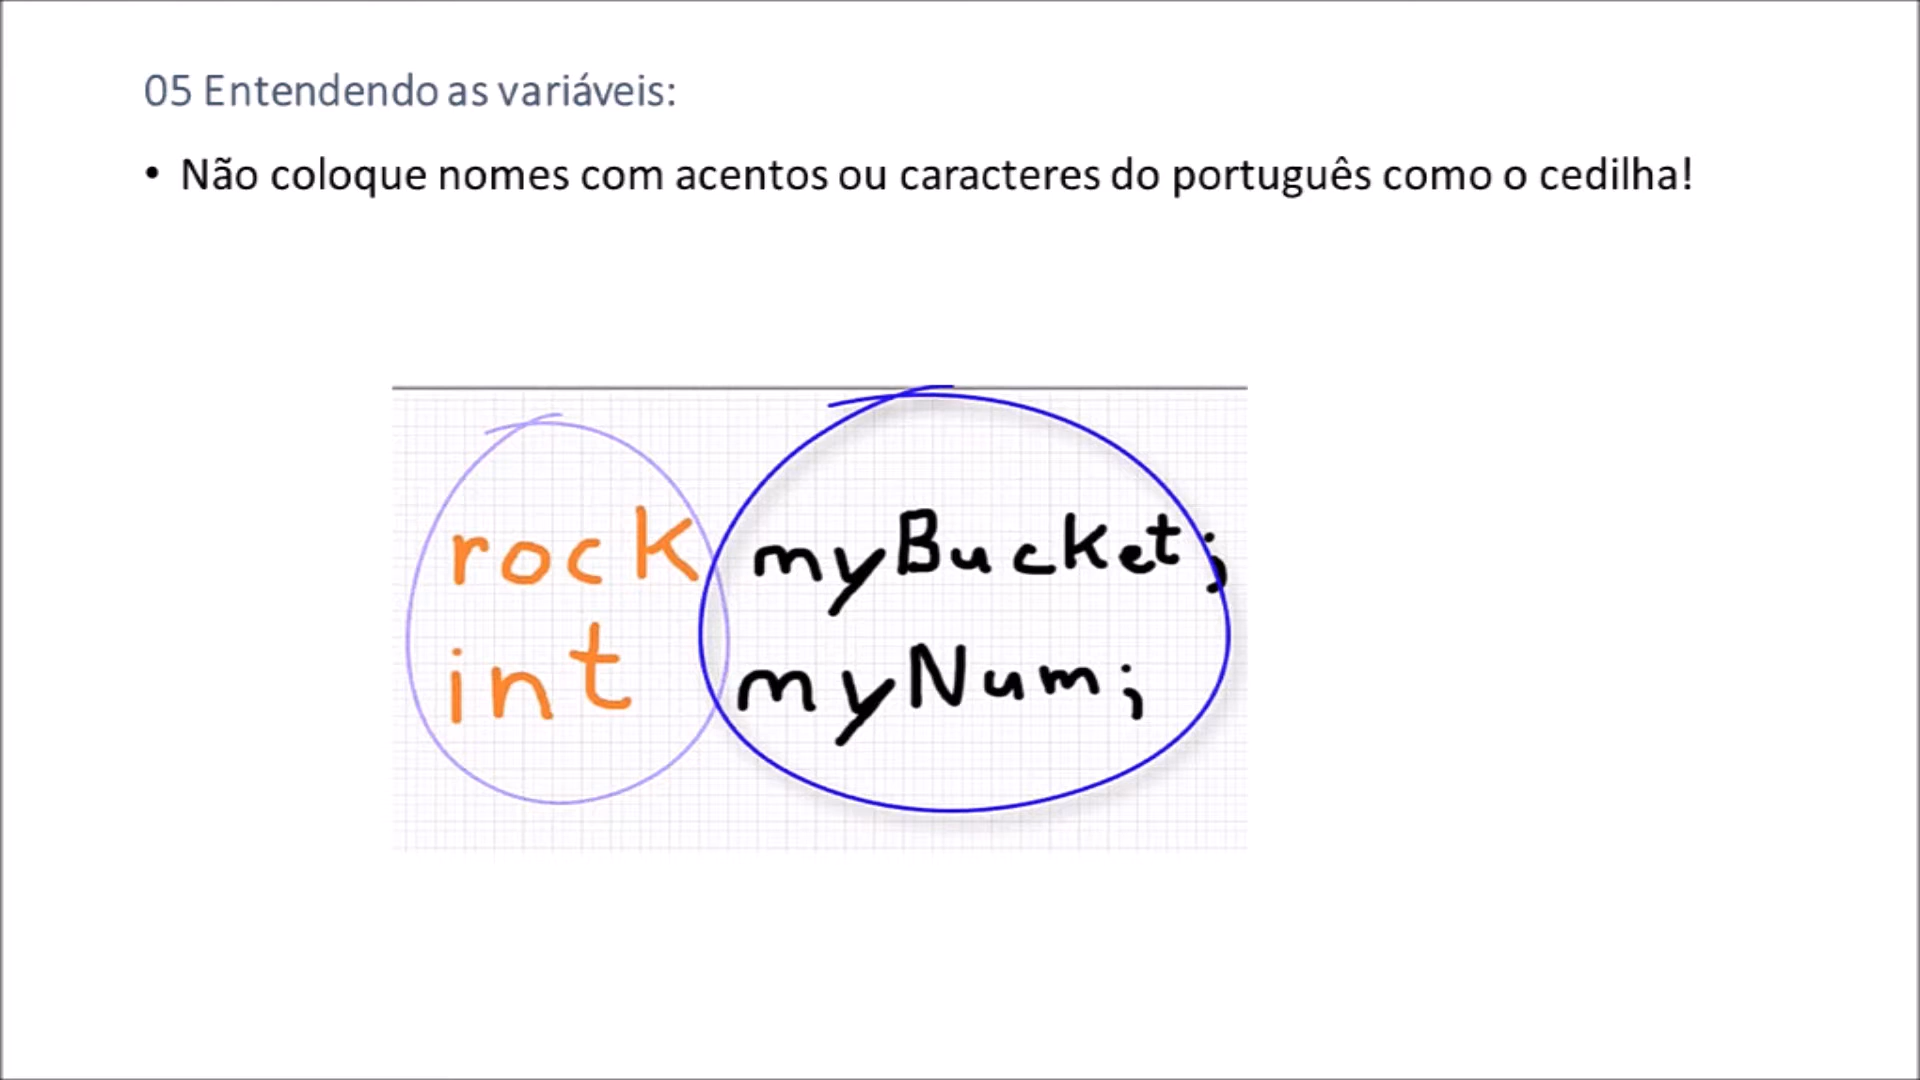 05 Entendendo as variáveis:
• Não coloque nomes com acentos ou caracteres do português como o cedilha!
rock myBucket;
int myNum;